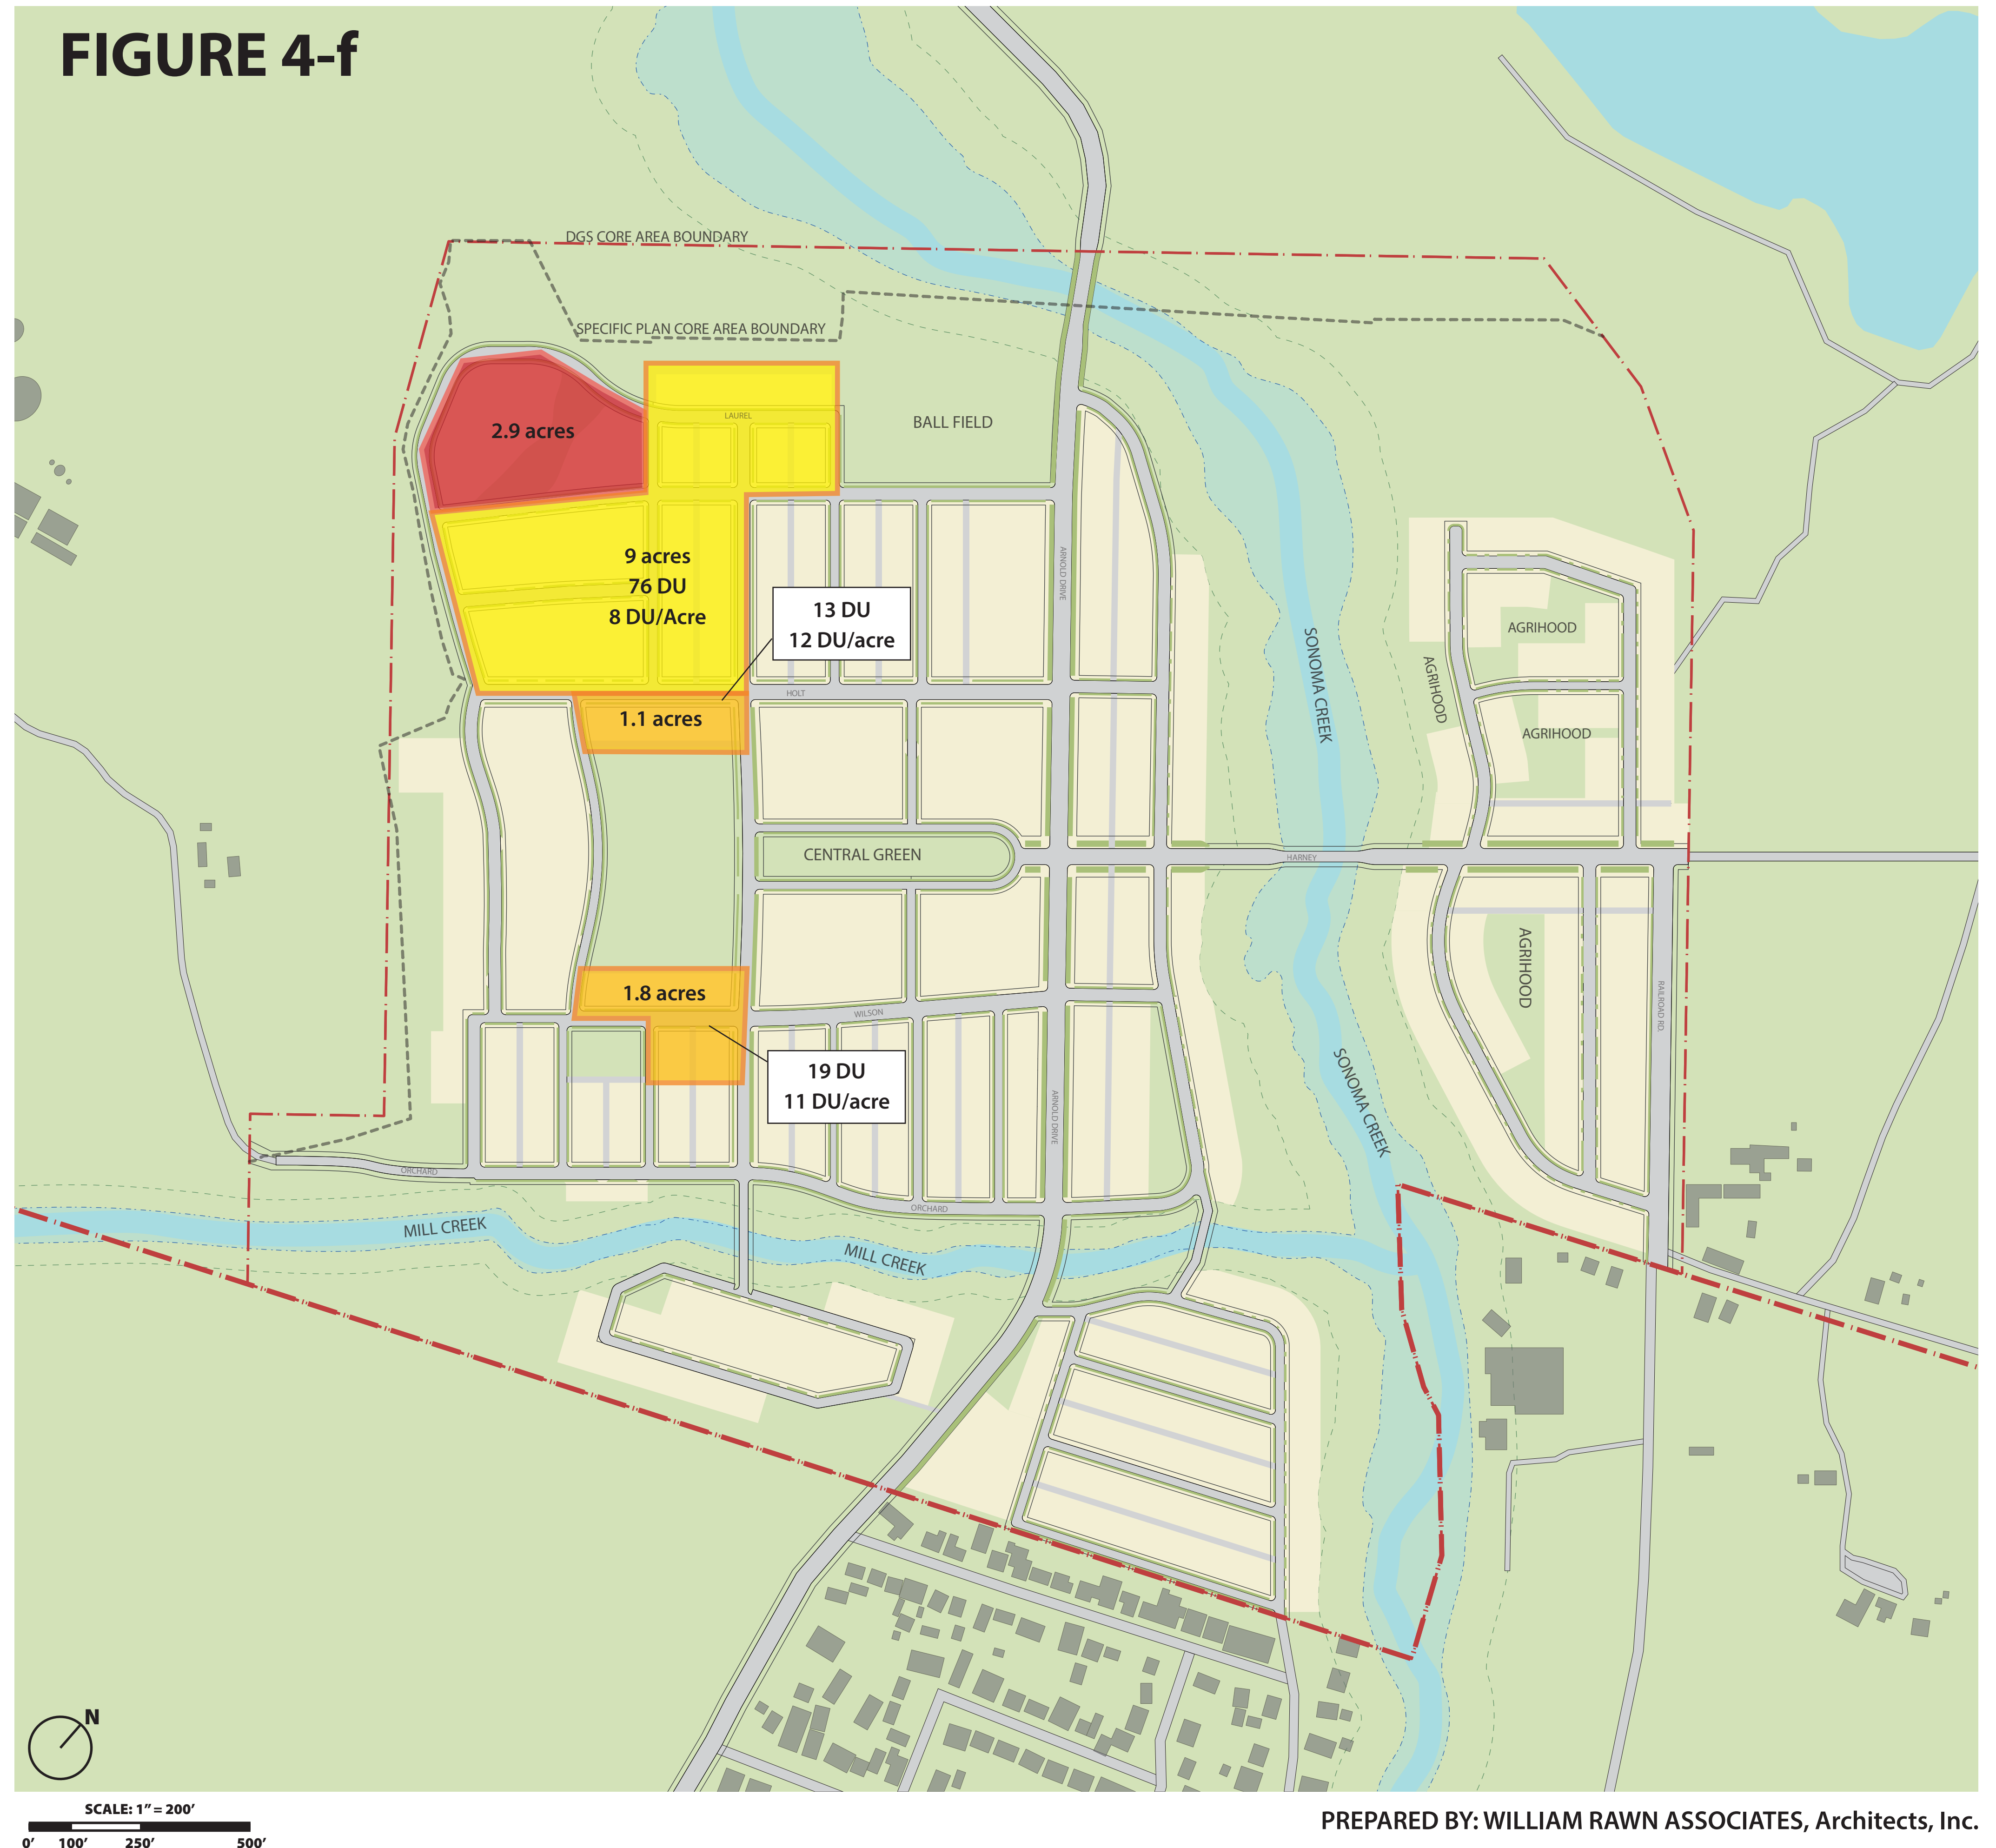 FIGURE 4-f
DGS CORE AREA BOUNDARY
SPECIFIC PLAN CORE AREA BOUNDARY
LAUREL
BALL FIELD
2.9 acres
9 acres
76 DU
8 DU/Acre
13 DU
12 DU/acre
ARNOLD DRIVE
SONOMA CREEK
AGRIHOOD
AGRIHOOD
AGRIHOOD
HOLT
1.1 acres
CENTRAL GREEN
HARNEY
1.8 acres
WILSON
AGRIHOOD
RAILROAD RD.
19 DU
11 DU/acre
ARNOLD DRIVE
SONOMA CREEK
ORCHARD
ORCHARD
MILL CREEK
MILL CREEK
N
SCALE: 1" = 200'
0' 100' 250' 500'
PREPARED BY: WILLIAM RAWN ASSOCIATES, Architects, Inc.